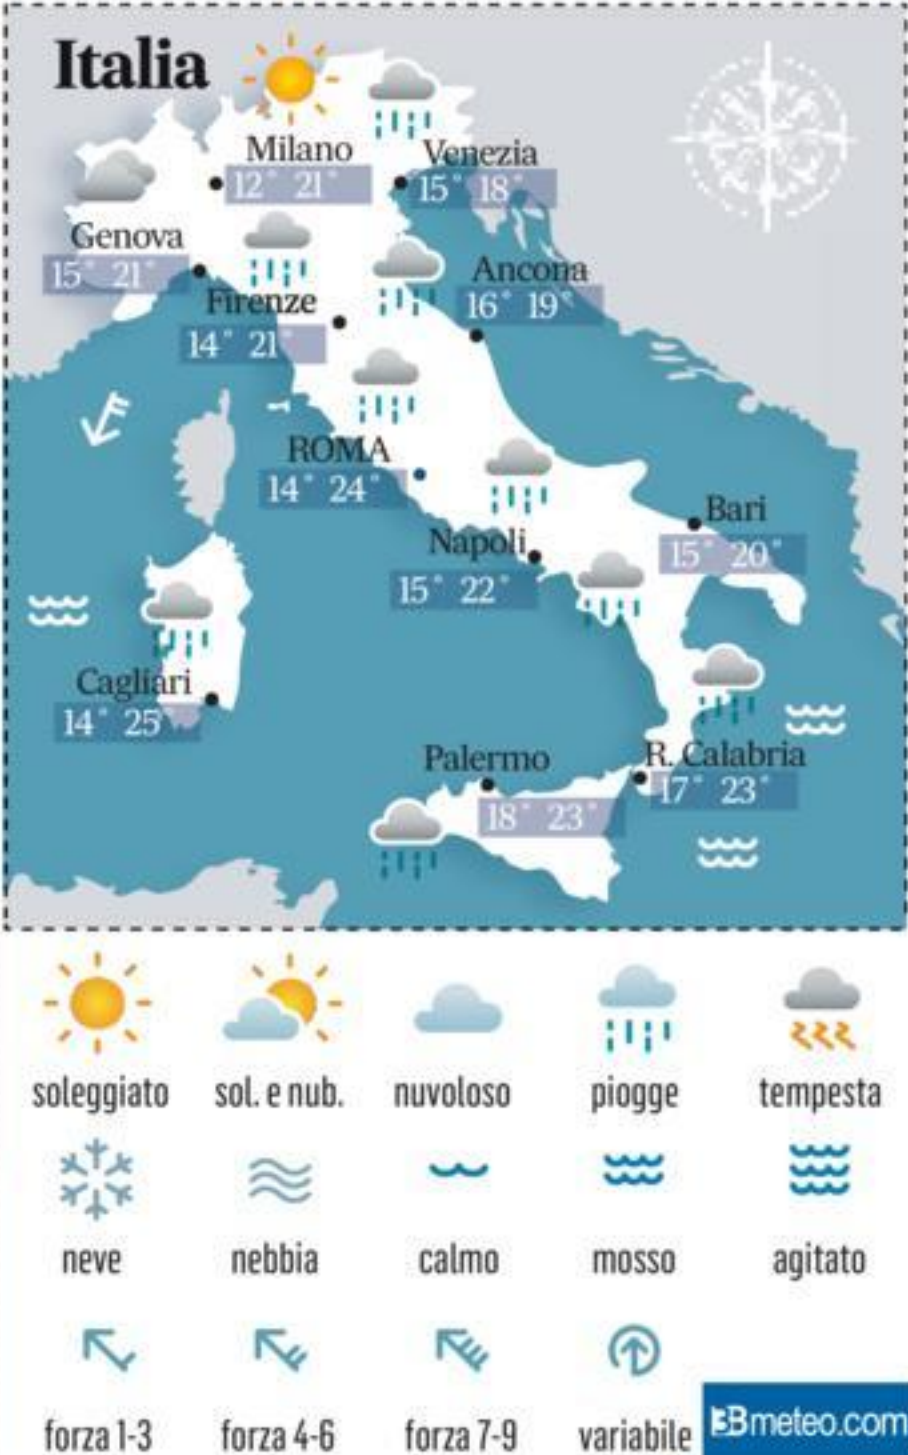 Italia
Milano
12° 21°
Venezia
15° 18°
Genova
15° 21°
Ancona
16° 19°
Firenze
14° 21°
ROMA
14° 24°
Bari
15° 20°
Napoli
15° 22°
Cagliari
14° 25°
Palermo
18° 23°
R. Calabria
17° 23°
soleggiato sol. e nub. nuvoloso piogge tempesta
neve nebbia calmo mosso agitato
forza 1-3 forza 4-6 forza 7-9 variabile
3Bmeteo.com